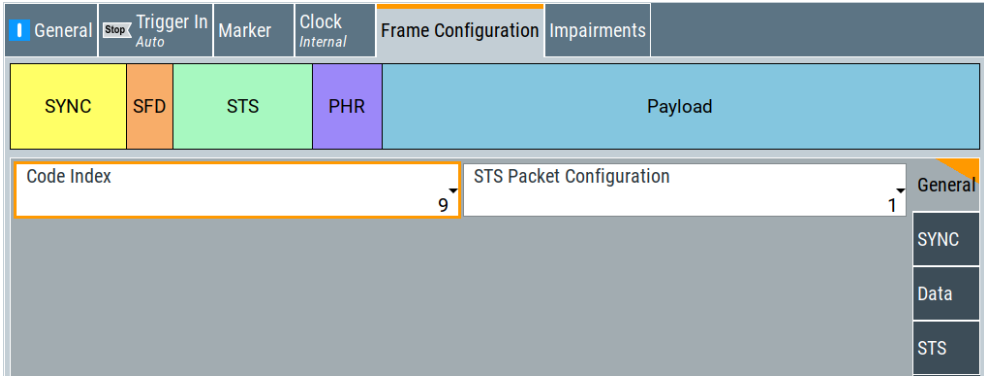 General Stop Trigger In Marker Clock Frame Configuration Impairments
Auto Internal
SYNC SFD STS PHR Payload
Code Index STS Packet Configuration
9 1
General
SYNC
Data
STS